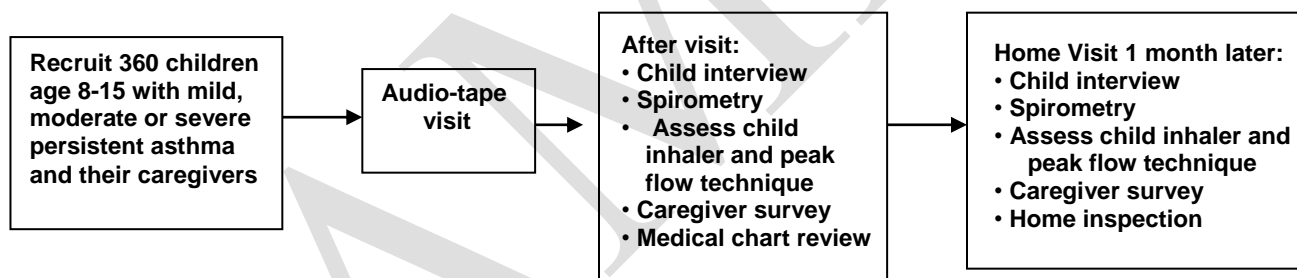 Recruit 360 children
age 8-15 with mild,
moderate or severe
persistent asthma
and their caregivers
Audio-tape
visit
After visit:
• Child interview
• Spirometry
• Assess child
inhaler and peak
flow technique
• Caregiver survey
• Medical chart review
Home Visit 1 month later:
• Child interview
• Spirometry
• Assess child inhaler and
peak flow technique
• Caregiver survey
• Home inspection